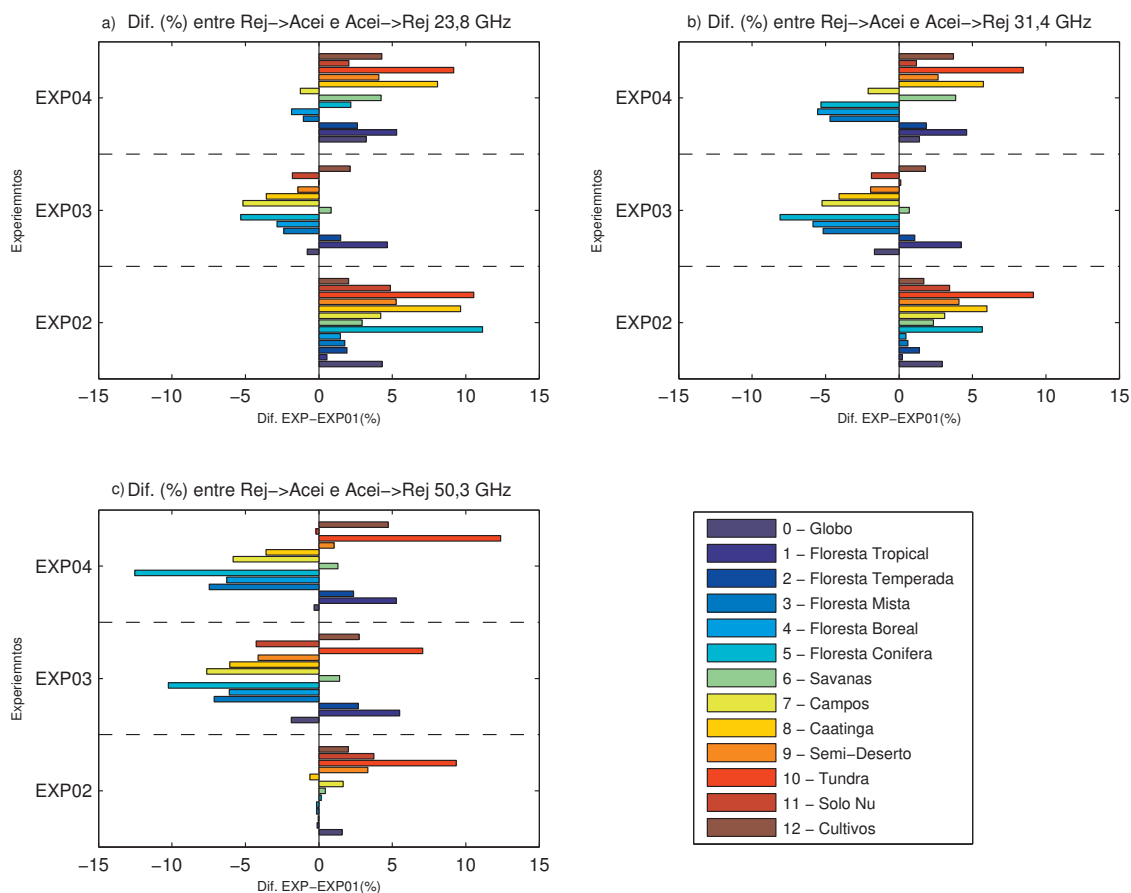 a) Dif. (%) entre Rej->Acei e Acei->Rej 23,8 GHz
EXP04
EXP03
EXP02
Experiemntos
−15 −10 −5 0 5 10 15
Dif. EXP−EXP01(%)
b) Dif. (%) entre Rej->Acei e Acei->Rej 31,4 GHz
EXP04
EXP03
EXP02
Experiemntos
−15 −10 −5 0 5 10 15
Dif. EXP−EXP01(%)
c) Dif. (%) entre Rej->Acei e Acei->Rej 50,3 GHz
EXP04
EXP03
EXP02
Experiemntos
−15 −10 −5 0 5 10 15
Dif. EXP−EXP01(%)
0 − Globo
1 − Floresta Tropical
2 − Floresta Temperada
3 − Floresta Mista
4 − Floresta Boreal
5 − Floresta Conifera
6 − Savanas
7 − Campos
8 − Caatinga
9 − Semi−Deserto
10 − Tundra
11 − Solo Nu
12 − Cultivos